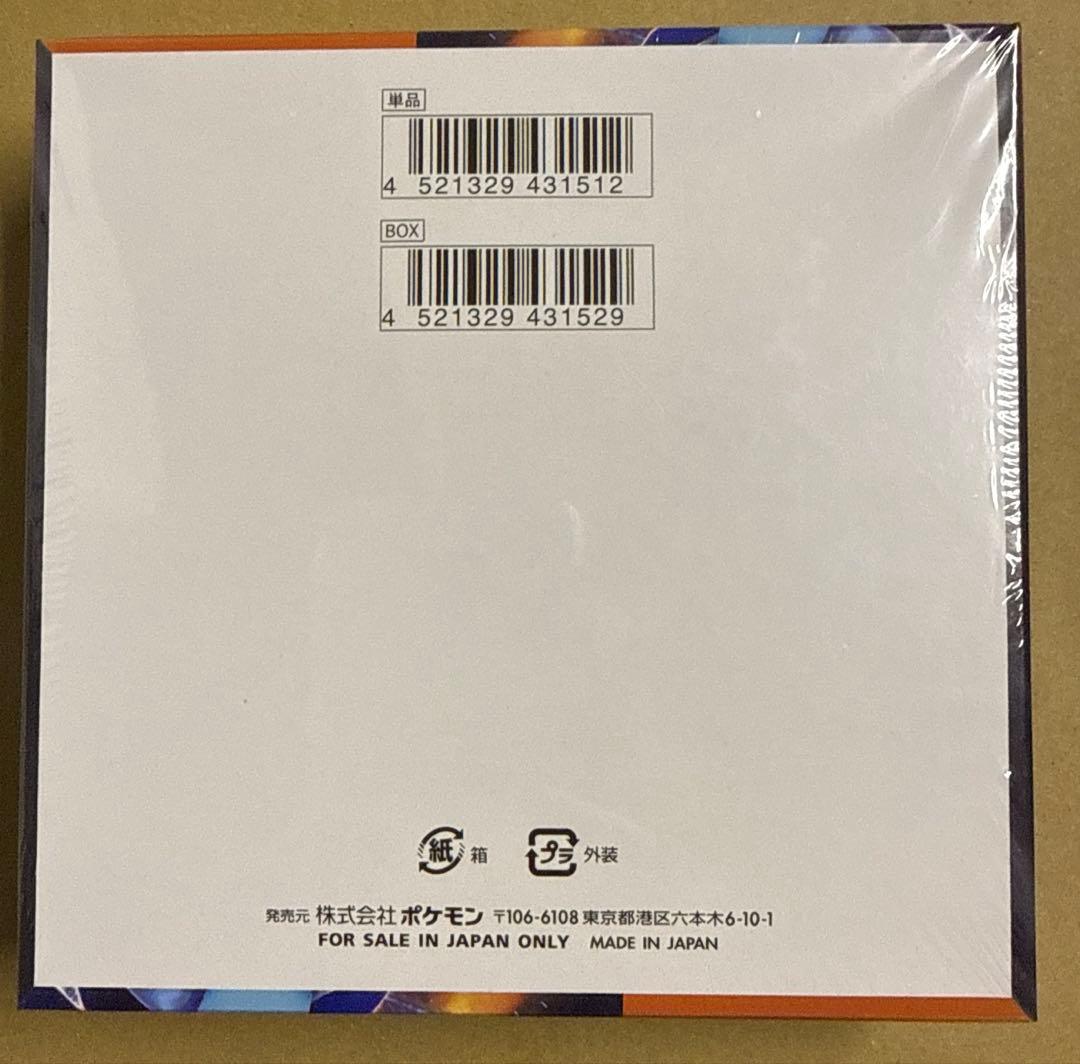 単品
4 521329 431512
BOX
4 521329 431529
紙 箱 プラ 外装
発売元 株式会社ポケモン 〒106-6108 東京都港区六本木6-10-1
FOR SALE IN JAPAN ONLY MADE IN JAPAN